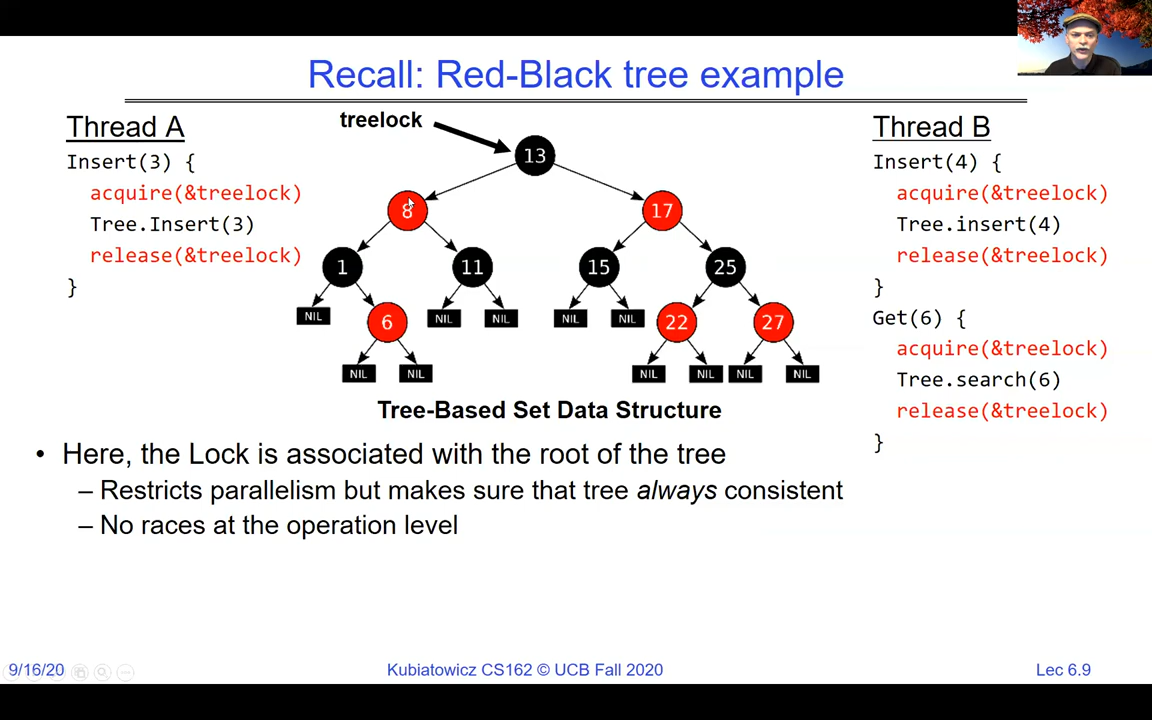 Recall: Red-Black tree example
Thread A
Insert(3) {
acquire(&treelock)
Tree.Insert(3)
release(&treelock)
}
treelock
13
8
17
1
11
15
25
NIL
6
NIL
NIL
NIL
NIL
22
27
NIL
NIL
NIL
NIL
NIL
NIL
Tree-Based Set Data Structure
Thread B
Insert(4) {
acquire(&treelock)
Tree.insert(4)
release(&treelock)
}
Get(6) {
acquire(&treelock)
Tree.search(6)
release(&treelock)
}
• Here, the Lock is associated with the root of the tree
– Restricts parallelism but makes sure that tree always consistent
– No races at the operation level
9/16/20
Kubiatowicz CS162 © UCB Fall 2020
Lec 6.9